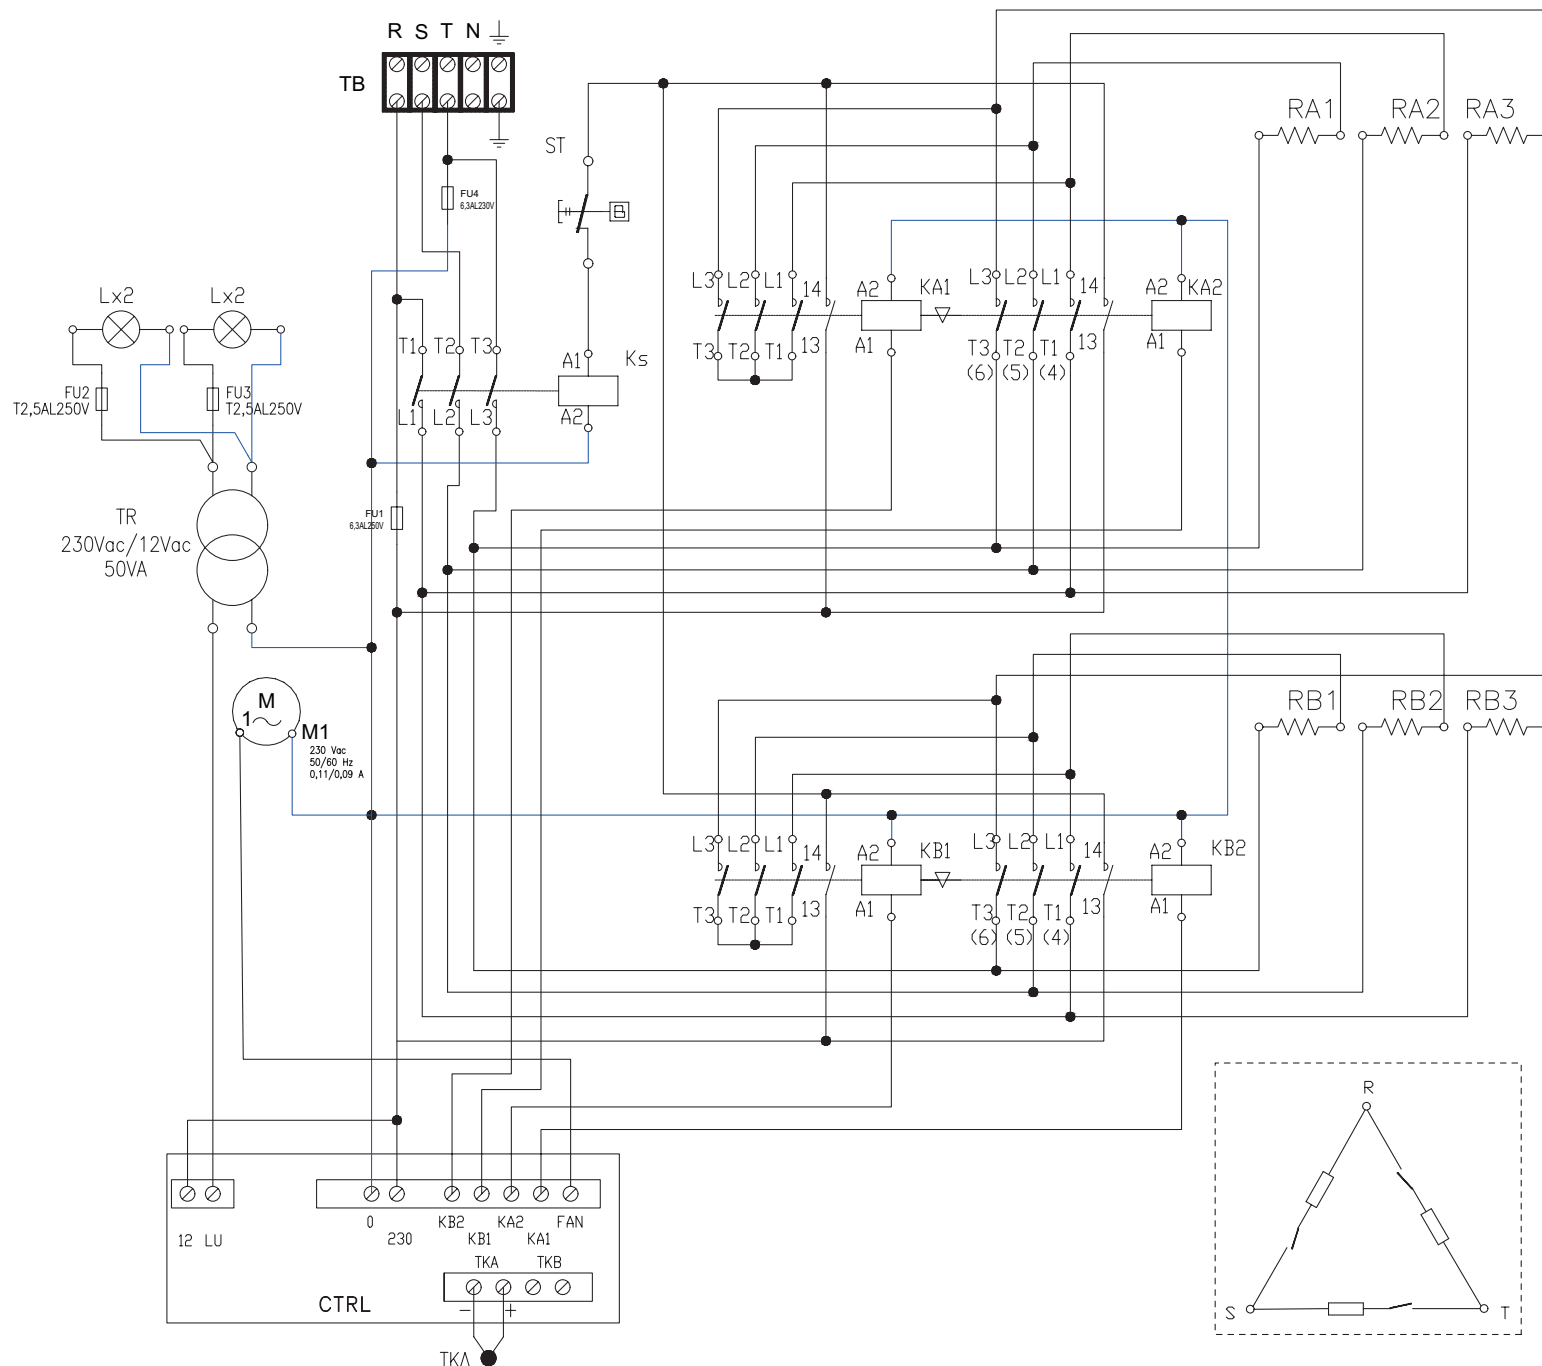 R S T N
TB
RA1 RA2 RA3
ST
FU4
6,3AL230V
B
L3 L2 L1 14 A2 KA1 L3 L2 L1 14 A2 KA2
Lx2 Lx2
T3 T2 T1 13 A1 T3 T2 T1 13 A1
(6) (5) (4)
T1 T2 T3 A1 Ks
FU2
T2,5AL250V
FU3
T2,5AL250V
L1 L2 L3 A2
FU1
6,3AL250V
TR
230Vac/12Vac
50VA
RB1 RB2 RB3
M
1
M1
230 Vac
50/60 Hz
0,11/0,09 A
L3 L2 L1 14 A2 KB1 L3 L2 L1 14 A2 KB2
T3 T2 T1 13 A1 T3 T2 T1 13 A1
(6) (5) (4)
R
0 KB2 KA2 FAN
12 LU 230 KB1 KA1
TKA TKB
CTRL
- +
S T
TKA